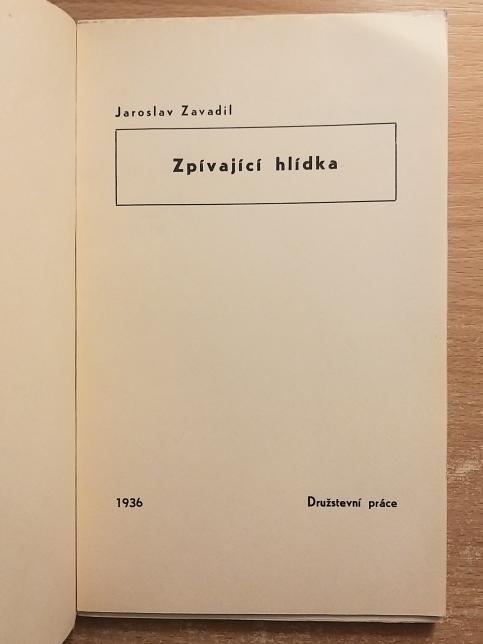 Jaroslav Zavadil
Zpívající hlídka
1936 Družstevní práce